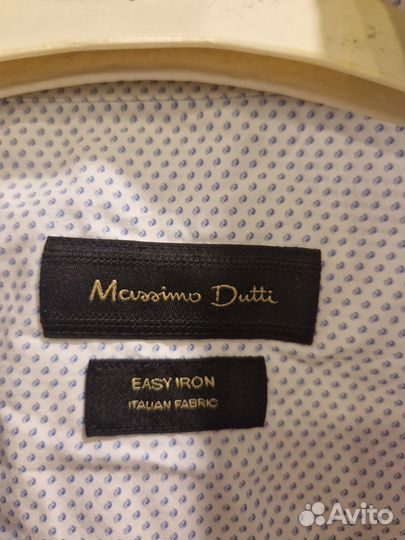 Massimo Dutti
EASY IRON
ITALIAN FABRIC
Avito